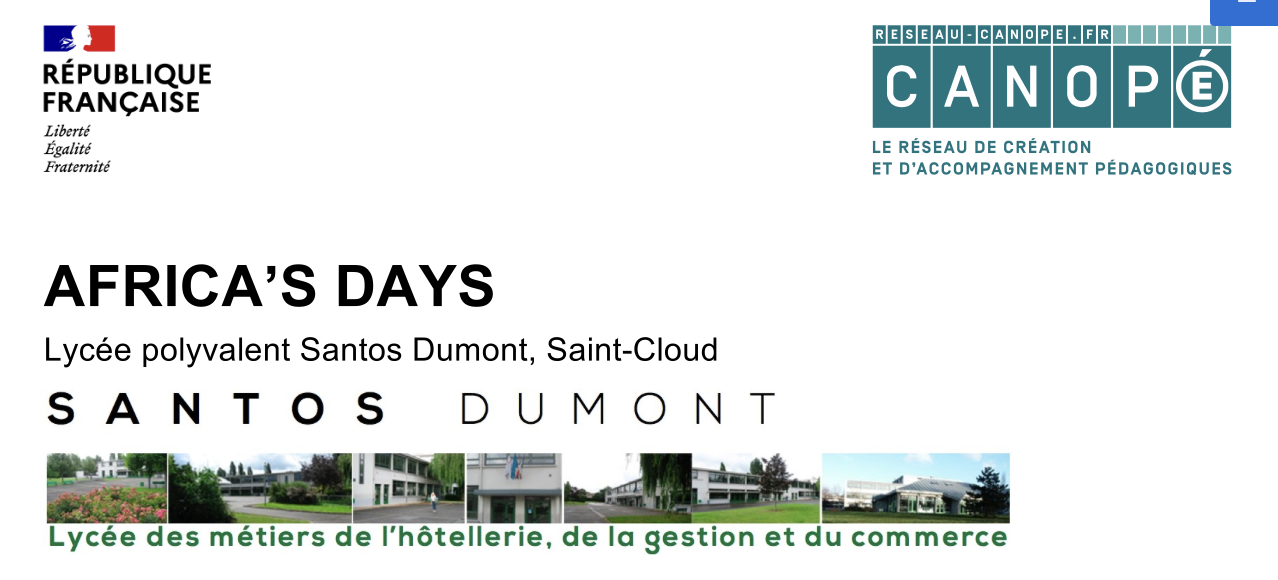 RÉPUBLIQUE
FRANÇAISE
Liberté
Égalité
Fraternité
RESEAU-CANOPE.FR
CANOPÉ
LE RÉSEAU DE CRÉATION
ET D'ACCOMPAGNEMENT PÉDAGOGIQUES
AFRICA’S DAYS
Lycée polyvalent Santos Dumont, Saint-Cloud
SANTOS DUMONT
Lycée des métiers de l'hôtellerie, de la gestion et du commerce